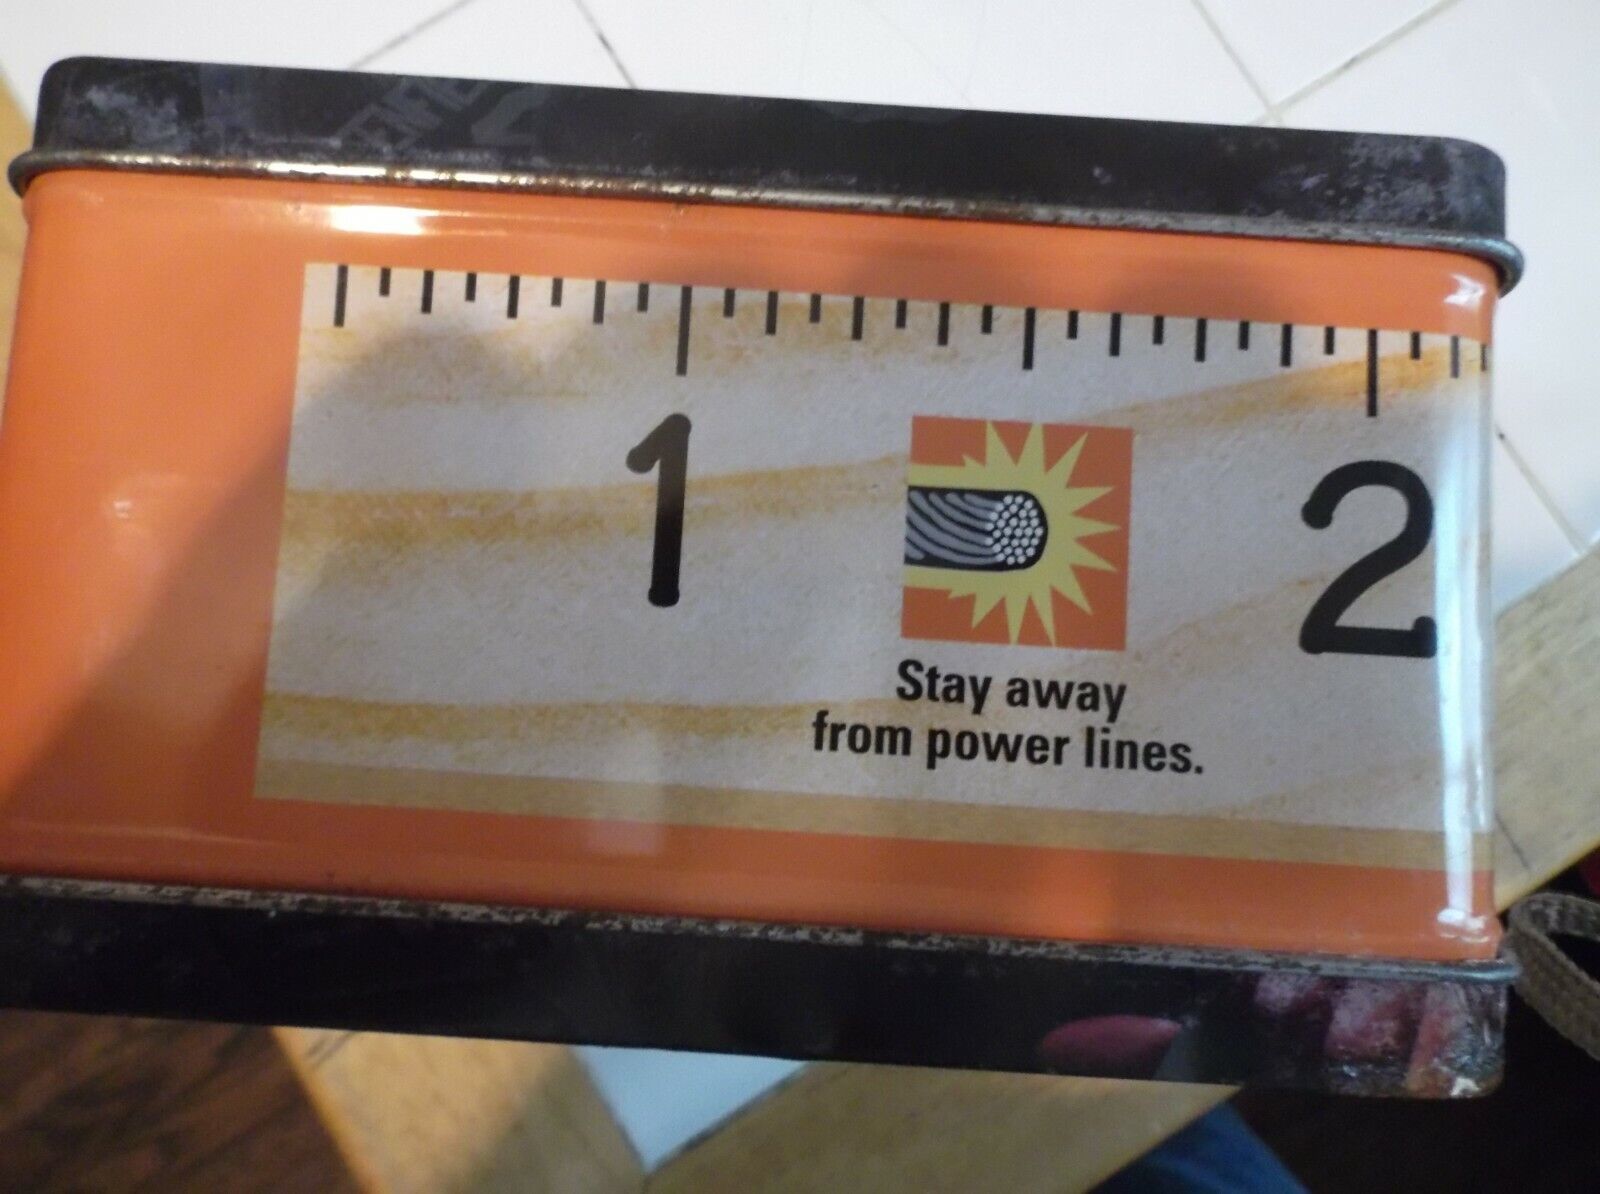 1 2
Stay away
from power lines.